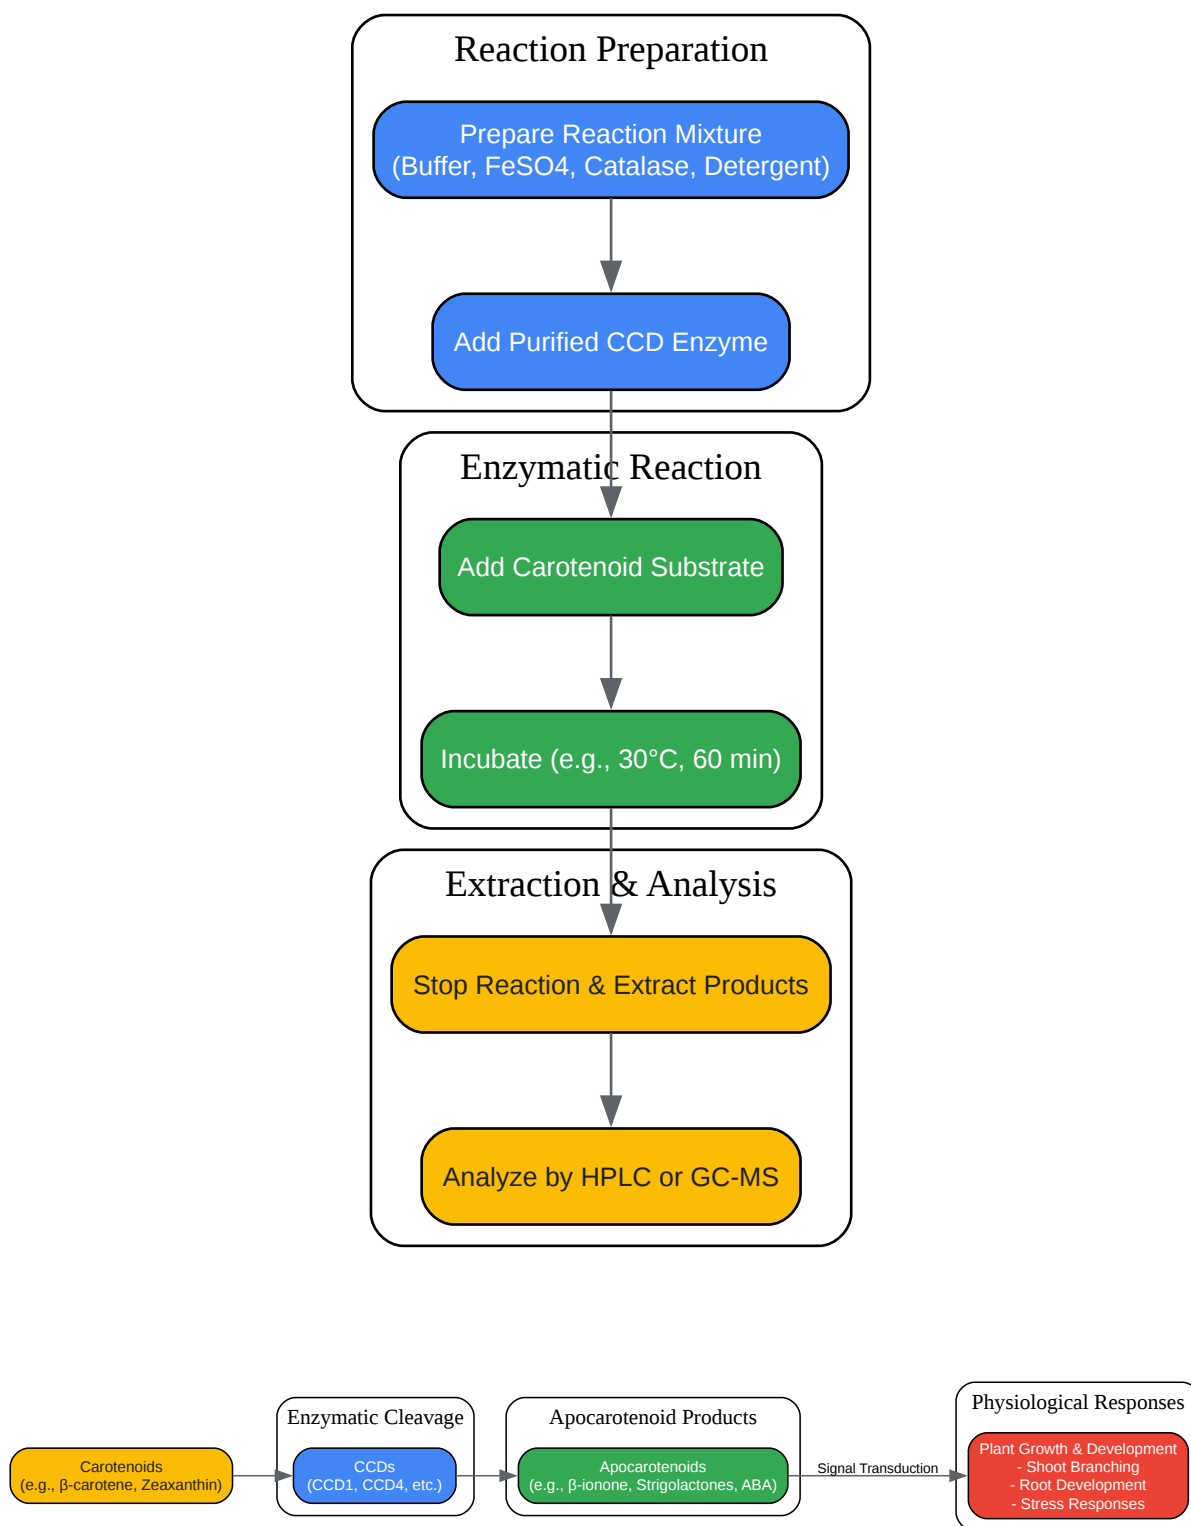 Reaction Preparation
Prepare Reaction Mixture
(Buffer, FeSO4, Catalase, Detergent)
Add Purified CCD Enzyme
Enzymatic Reaction
Add Carotenoid Substrate
Incubate (e.g., 30°C, 60 min)
Extraction & Analysis
Stop Reaction & Extract Products
Analyze by HPLC or GC-MS
Carotenoids
(e.g., β-carotene, Zeaxanthin)
Enzymatic Cleavage
CCDs
(CCD1, CCD4, etc.)
Apocarotenoid Products
Apocarotenoids
(e.g., β-ionone, Strigolactones, ABA)
Signal Transduction
Physiological Responses
Plant Growth & Development
- Shoot Branching
- Root Development
- Stress Responses